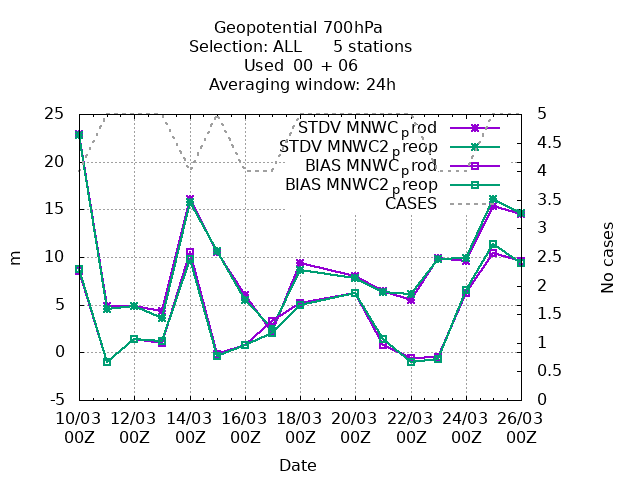 Geopotential 700hPa
Selection: ALL 5 stations
Used 00 + 06
Averaging window: 24h
STDV MNWC_prod
STDV MNWC2_preop
BIAS MNWC_prod
BIAS MNWC2_preop
CASES
25
20
15
10
5
0
-5
m
5
4.5
4
3.5
3
2.5
2
1.5
1
0.5
0
No cases
10/03 12/03 14/03 16/03 18/03 20/03 22/03 24/03 26/03
00Z 00Z 00Z 00Z 00Z 00Z 00Z 00Z 00Z
Date